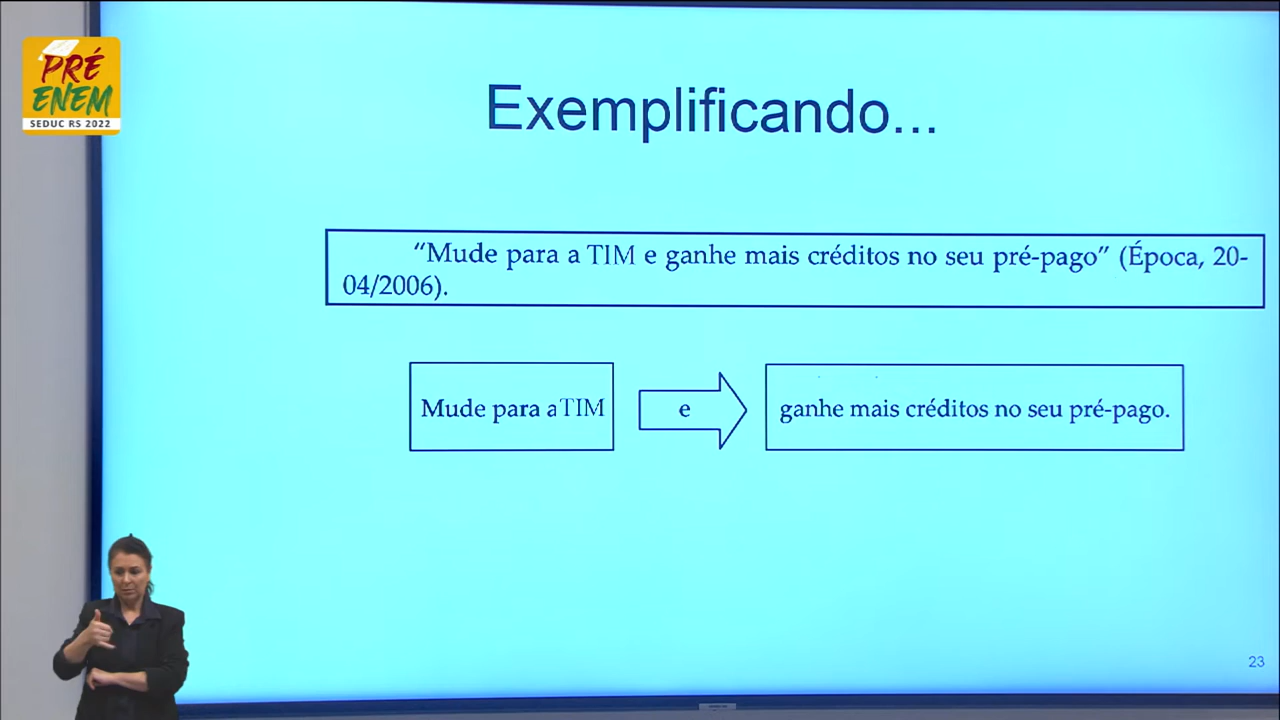 PRÉ
ENEM
SEDUC RS 2022
Exemplificando...
“Mude para a TIM e ganhe mais créditos no seu pré-pago” (Época, 20-
04/2006).
Mude para a TIM
e
ganhe mais créditos no seu pré-pago.
23